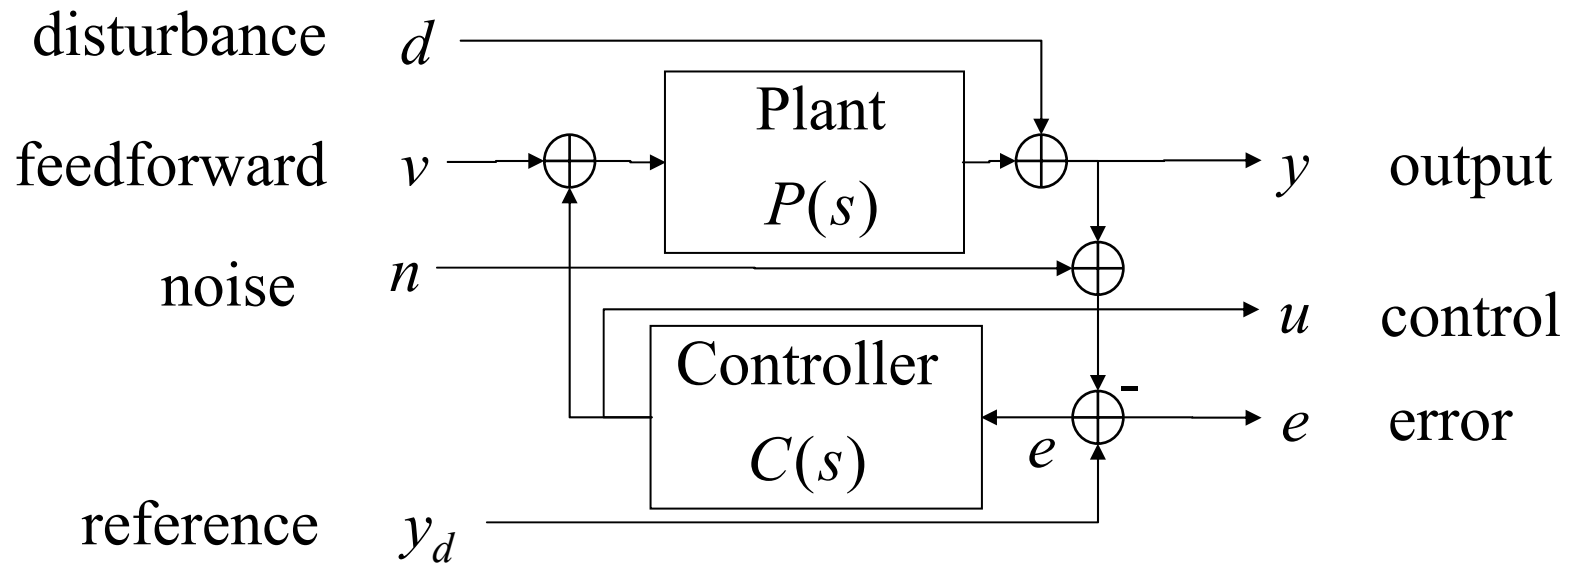 disturbance d
Plant
feedforward v
P(s)
y output
noise n
u control
Controller
-
C(s)
e
e error
reference y_d